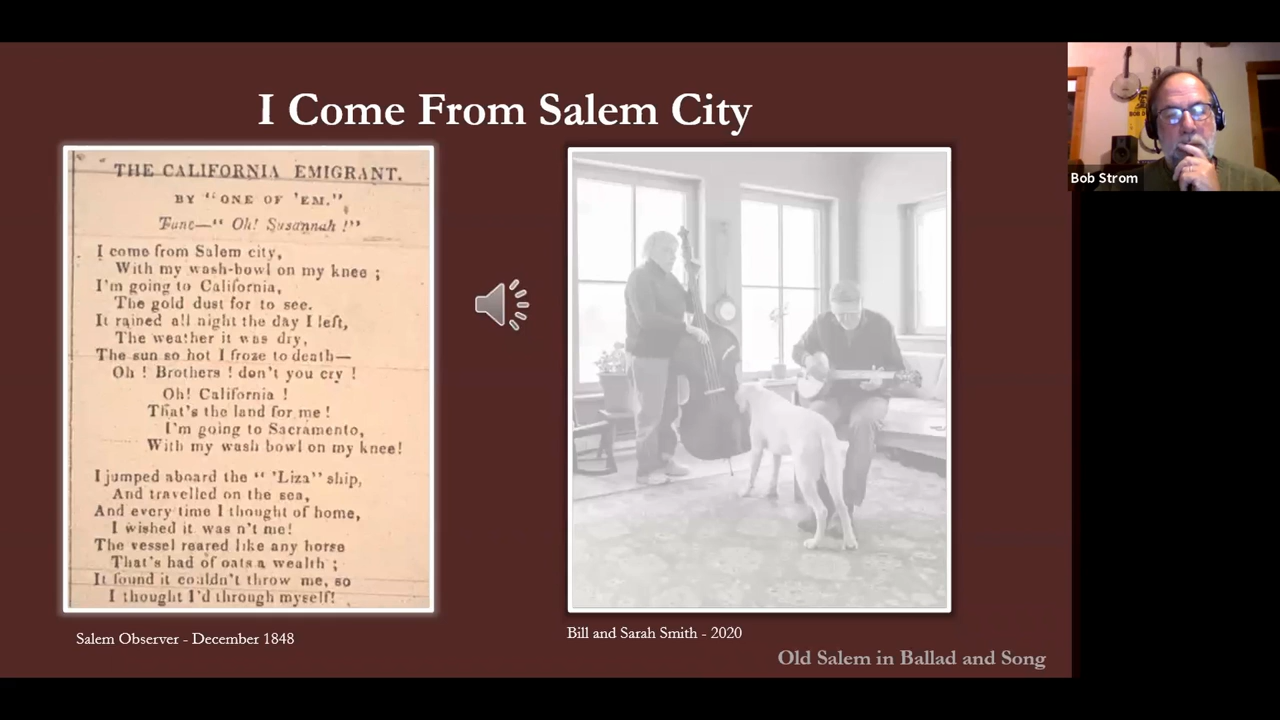 I Come From Salem City
THE CALIFORNIA EMIGRANT.
BY "ONE OF 'EM."
Tune—" Oh! Susannah !"
I come from Salem city,
With my wash-bowl on my knee ;
I'm going to California,
The gold dust for to see.
It rained all night the day I left,
The weather it was dry,
The sun so hot I froze to death—
Oh ! Brothers ! don't you cry !
Oh! California !
That's the land for me !
I'm going to Sacramento,
With my wash bowl on my knee!
I jumped aboard the " 'Liza" ship,
And travelled on the sea,
And every time I thought of home,
I wished it was n't me!
The vessel reared like any horse
That's had of oats a wealth ;
It found it couldn't throw me, so
I thought I'd through myself!
Salem Observer - December 1848
Bill and Sarah Smith - 2020
Old Salem in Ballad and Song
Bob Strom